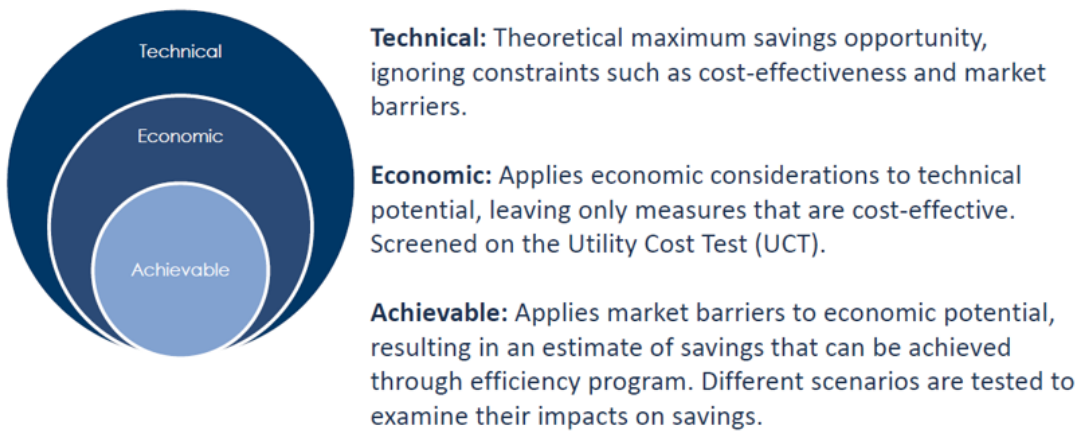 Technical
Economic
Achievable
Technical: Theoretical maximum savings opportunity,
ignoring constraints such as cost-effectiveness and market
barriers.
Economic: Applies economic considerations to technical
potential, leaving only measures that are cost-effective.
Screened on the Utility Cost Test (UCT).
Achievable: Applies market barriers to economic potential,
resulting in an estimate of savings that can be achieved
through efficiency program. Different scenarios are tested to
examine their impacts on savings.